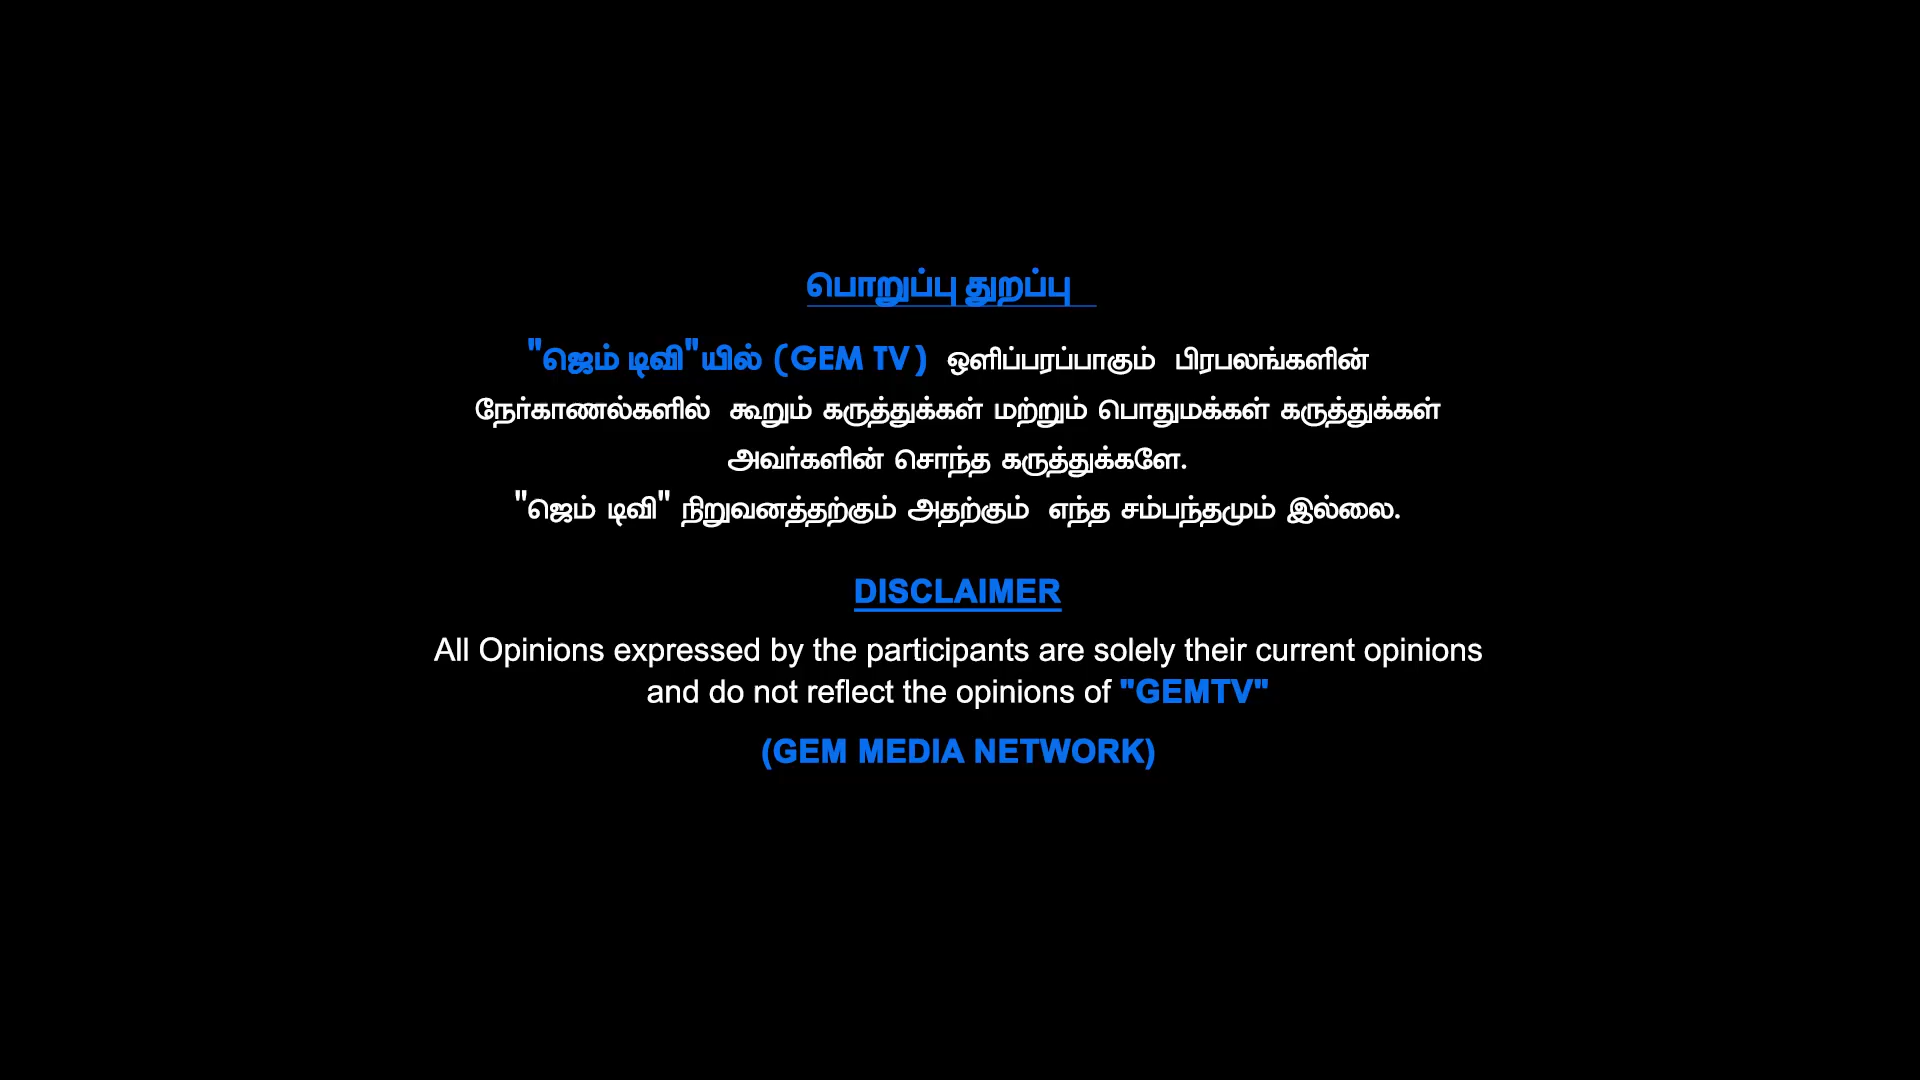 பொறுப்பு துறப்பு
"ஜெம் டிவி"யில் (GEM TV) ஒளிப்பரப்பாகும் பிரபலங்களின்
நேர்காணல்களில் கூறும் கருத்துக்கள் மற்றும் பொதுமக்கள் கருத்துக்கள்
அவர்களின் சொந்த கருத்துக்களே.
"ஜெம் டிவி" நிறுவனத்தற்கும் அதற்கும் எந்த சம்பந்தமும் இல்லை.
DISCLAIMER
All Opinions expressed by the participants are solely their current opinions
and do not reflect the opinions of "GEMTV"
(GEM MEDIA NETWORK)